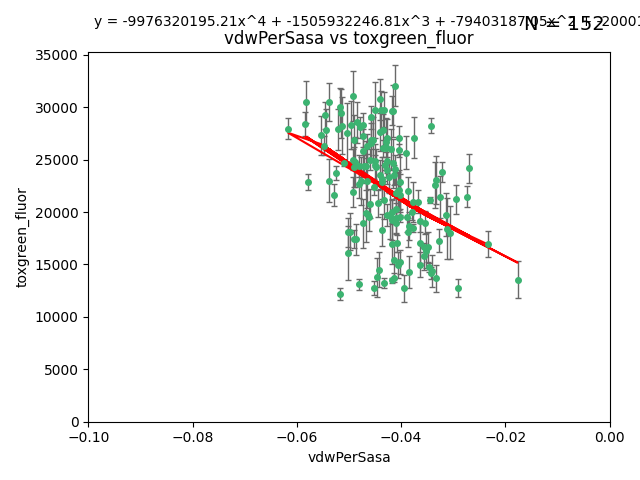 y = -9976320195.21x^4 + -1505932246.81x^3 + -79403187
N = 152
vdwPerSasa vs toxgreen_fluor
35000
30000
25000
20000
15000
10000
5000
0
toxgreen_fluor
−0.10
−0.08
−0.06
−0.04
−0.02
0.00
vdwPerSasa